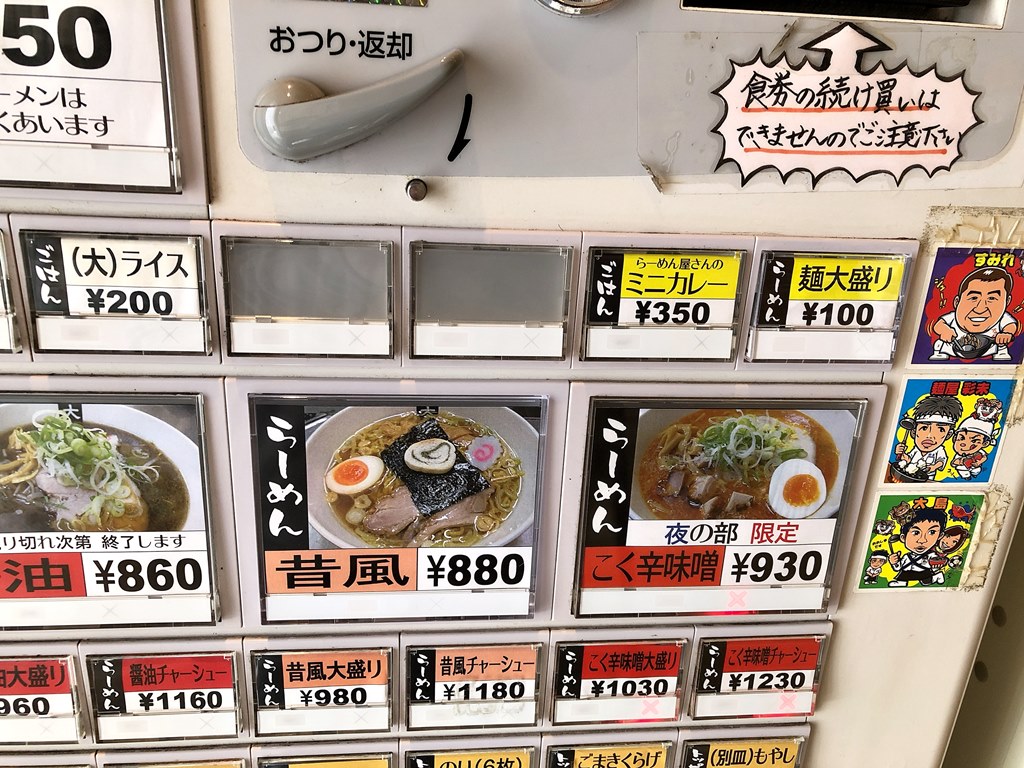 50
ーメンは
くあいます
おつり・返却
食券の続け買いは
できませんのでご注意下さい
ごはん
(大)ライス
¥200
ごはん
らーめん屋さんの
ミニカレー
¥350
らーめん
麺大盛り
¥100
すみれ
麺屋 彩未
大島
大
り切れ次第 終了します
油
¥860
らーめん
昔風
¥880
らーめん
夜の部 限定
こく辛味噌
¥930
油大盛り
960
らーめん
醤油チャーシュー
¥1160
らーめん
昔風大盛り
¥980
らーめん
昔風チャーシュー
¥1180
らーめん
こく辛味噌大盛り
¥1030
らーめん
こく辛味噌チャーシュー
¥1230
のり(6枚)
ごまきくらげ
(別皿)もやし